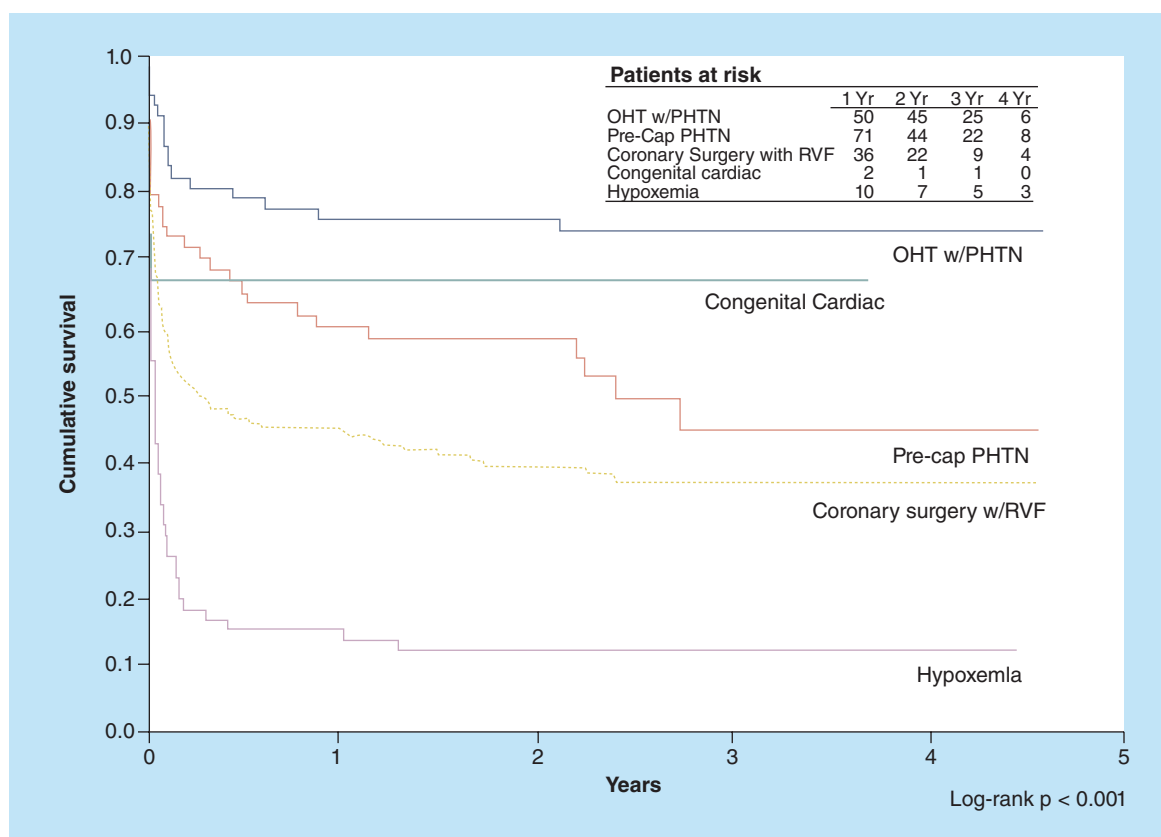 Patients at risk
1 Yr 2 Yr 3 Yr 4 Yr
OHT w/PHTN 50 45 25 6
Pre-Cap PHTN 71 44 22 8
Coronary Surgery with RVF 36 22 9 4
Congenital cardiac 2 1 1 0
Hypoxemia 10 7 5 3
Cumulative survival
1.0
0.9
0.8
0.7
0.6
0.5
0.4
0.3
0.2
0.1
0.0
OHT w/PHTN
Congenital Cardiac
Pre-cap PHTN
Coronary surgery w/RVF
Hypoxemla
0 1 2 3 4 5
Years
Log-rank p < 0.001